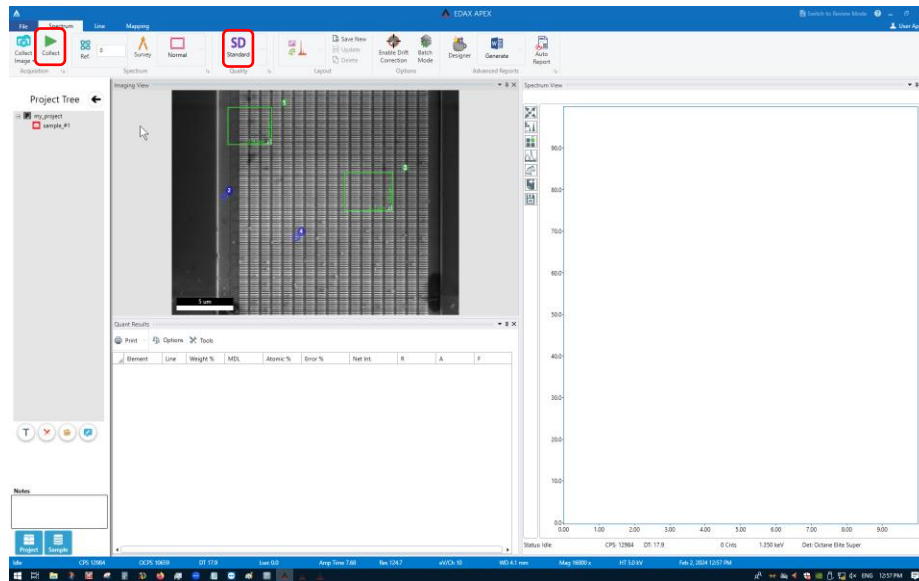 EDAX APEX
Switch to Review Mode
File Spectrum Line Mapping
User
Collect Image
Collect
Ref.
0
Survey
Normal
SD
Standard
Save New
Update
Delete
Enable Drift Correction
Batch Mode
Designer
Generate
Auto Report
Acquisition
Spectrum
Quality
Layout
Options
Advanced Reports
Project Tree
my_project
sample_#1
Imaging View
1
2
3
4
5 um
Quant Results
Print Options Tools
Element Line Weight % MDL Atomic % Error % Net Int. R A F
Spectrum View
90.0
80.0
70.0
60.0
50.0
40.0
30.0
20.0
10.0
0.0
0.00 1.00 2.00 3.00 4.00 5.00 6.00 7.00 8.00 9.00
Status: Idle CPS: 12984 DT: 17.9 0 Cnts 1.250 keV Det: Octane Elite Super
T
Notes
Project Sample
Idle CPS 12984 OCPS 10659 DT 17.9 Lsec 0.0 Amp Time 7.68 Res 124.7 eV/Ch 10 WD 4.1 mm Mag 16000 x HT 5.0 kV Feb 2, 2024 12:57 PM
ENG 12:57 PM